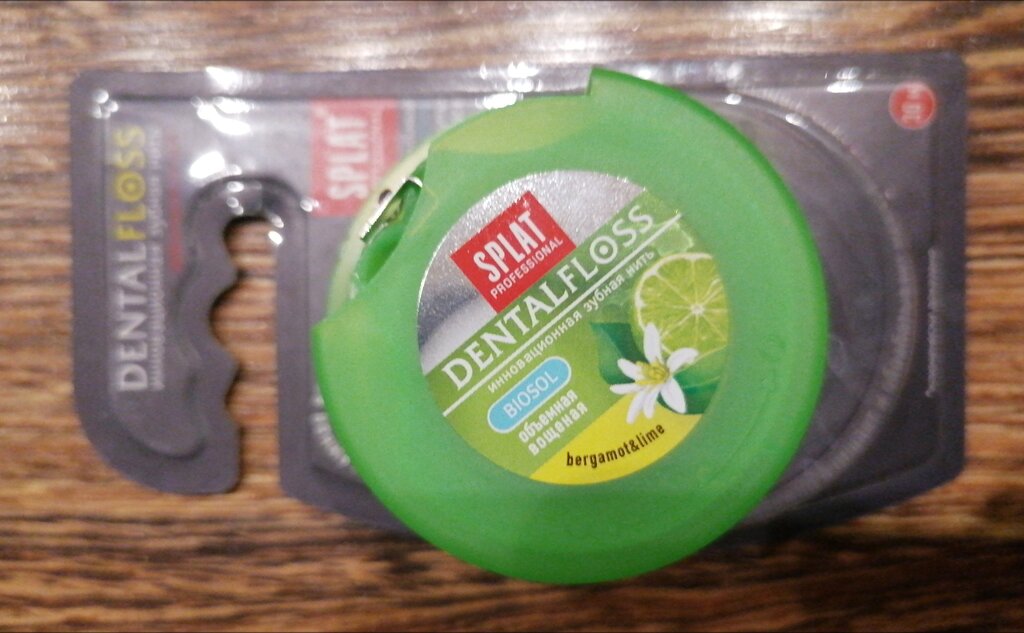 SPLAT
PROFESSIONAL
DENTALFLOSS
инновационная зубная нить
BIOSOL
объемная
вощеная
bergamot&lime
DENTALFLOSS
SPLAT